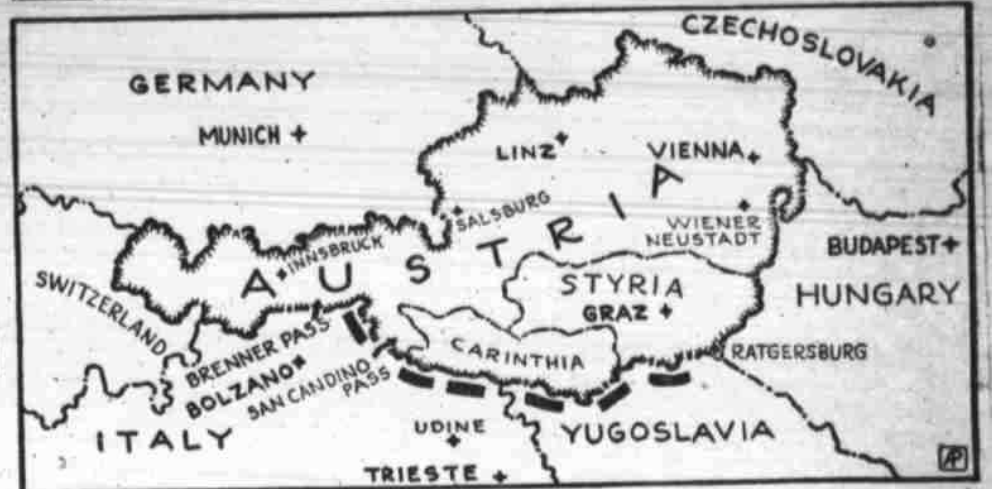 CZECHOSLOVAKIA
GERMANY
MUNICH
LINZ
VIENNA
SALSBURG
AUSTRIA
INNSBRUCK
WIENER
NEUSTADT
BUDAPEST
HUNGARY
SWITZERLAND
STYRIA
GRAZ
BRENNER PASS
BOLZANO
SAN CANDINO
PASS
CARINTHIA
RATGERSBURG
ITALY
UDINE
YUGOSLAVIA
TRIESTE
AP